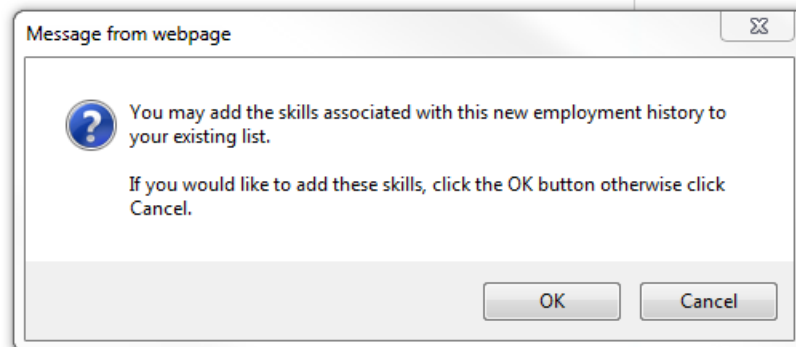 Message from webpage
You may add the skills associated with this new employment history to
your existing list.
If you would like to add these skills, click the OK button otherwise click
Cancel.
OK
Cancel